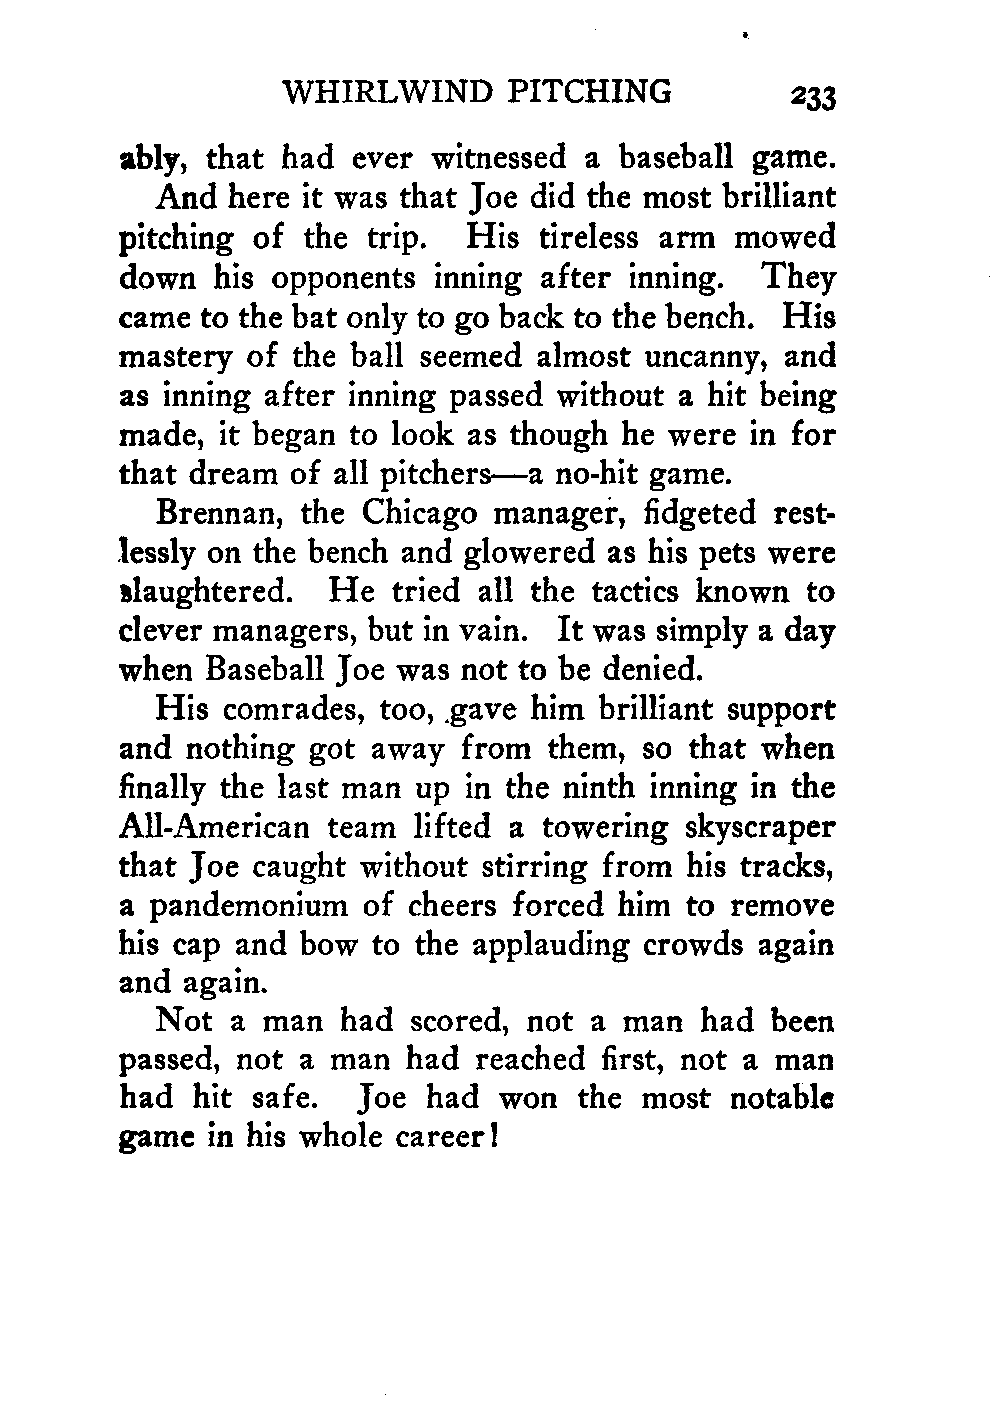 WHIRLWIND PITCHING 233
ably, that had ever witnessed a baseball game.
And here it was that Joe did the most brilliant
pitching of the trip. His tireless arm mowed
down his opponents inning after inning. They
came to the bat only to go back to the bench. His
mastery of the ball seemed almost uncanny, and
as inning after inning passed without a hit being
made, it began to look as though he were in for
that dream of all pitchers—a no-hit game.
Brennan, the Chicago manager, fidgeted rest-
lessly on the bench and glowered as his pets were
slaughtered. He tried all the tactics known to
clever managers, but in vain. It was simply a day
when Baseball Joe was not to be denied.
His comrades, too, gave him brilliant support
and nothing got away from them, so that when
finally the last man up in the ninth inning in the
All-American team lifted a towering skyscraper
that Joe caught without stirring from his tracks,
a pandemonium of cheers forced him to remove
his cap and bow to the applauding crowds again
and again.
Not a man had scored, not a man had been
passed, not a man had reached first, not a man
had hit safe. Joe had won the most notable
game in his whole career!